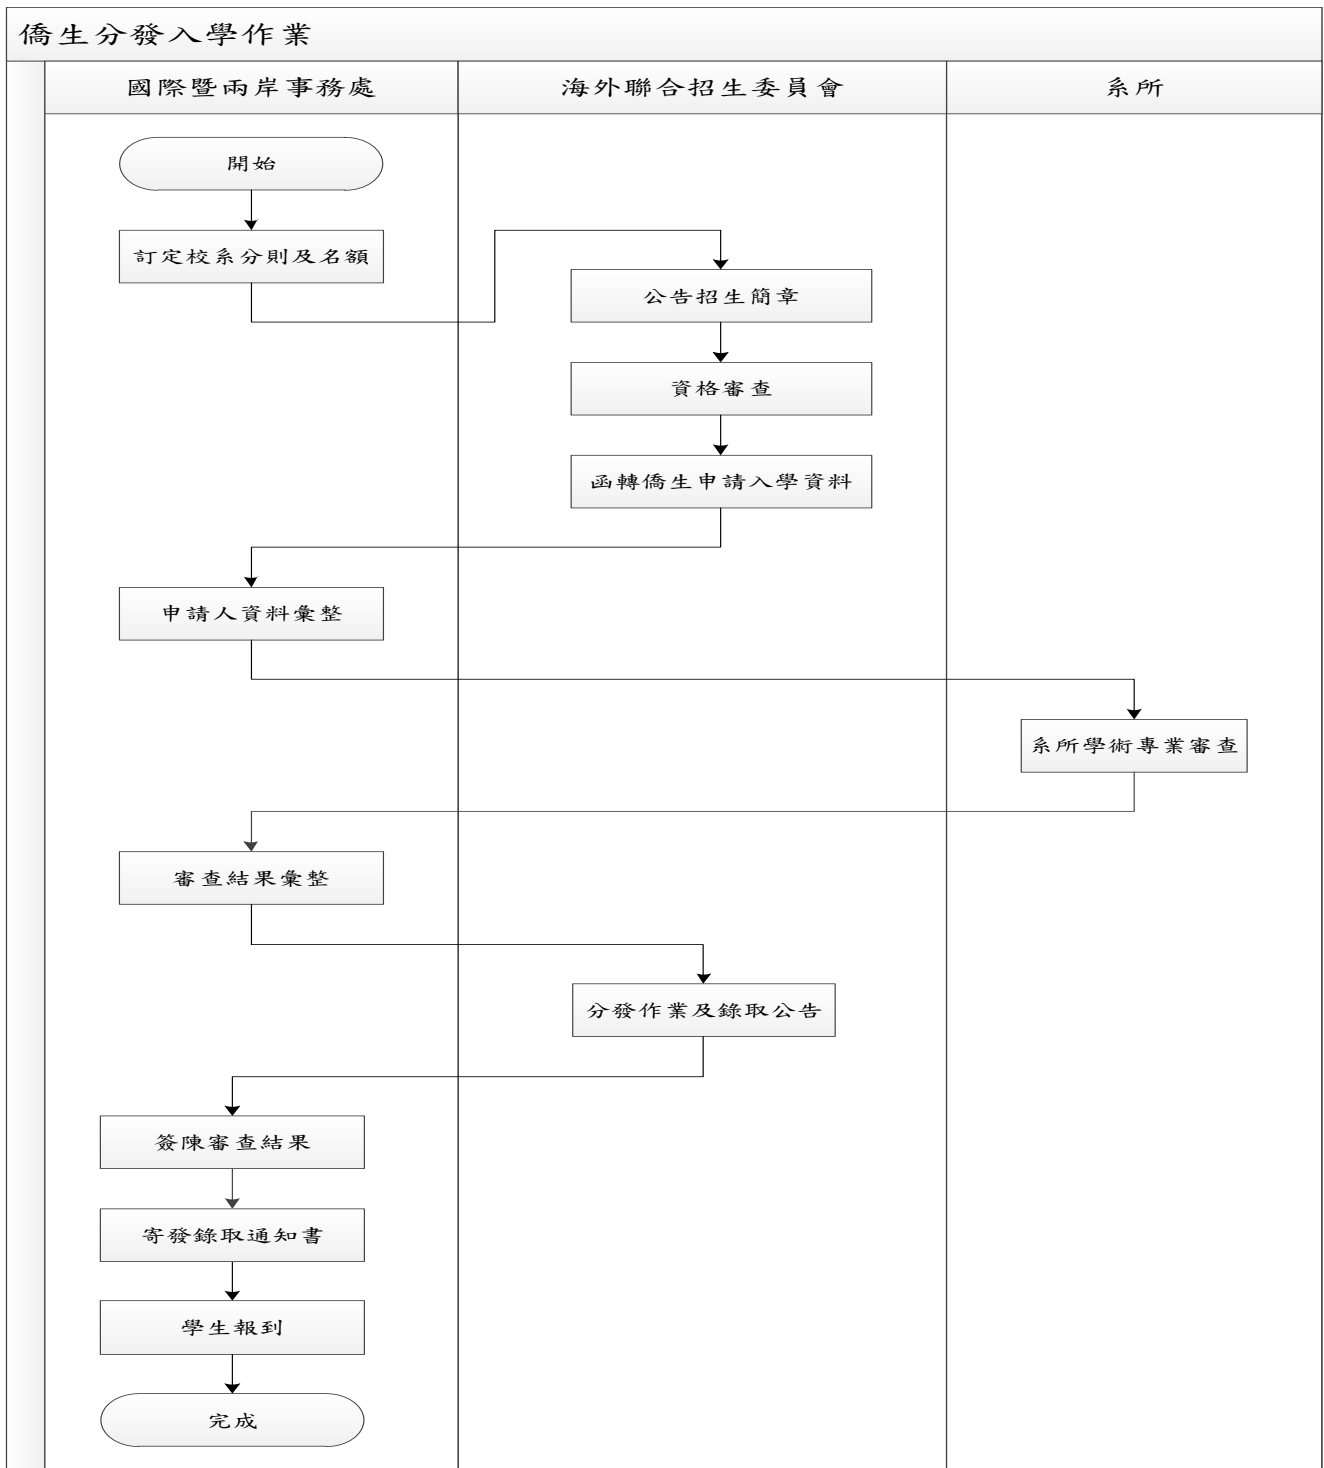 僑生分發入學作業
國際暨兩岸事務處
海外聯合招生委員會
系所
開始
訂定校系分則及名額
公告招生簡章
資格審查
函轉僑生申請入學資料
申請人資料彙整
系所學術專業審查
審查結果彙整
分發作業及錄取公告
簽陳審查結果
寄發錄取通知書
學生報到
完成